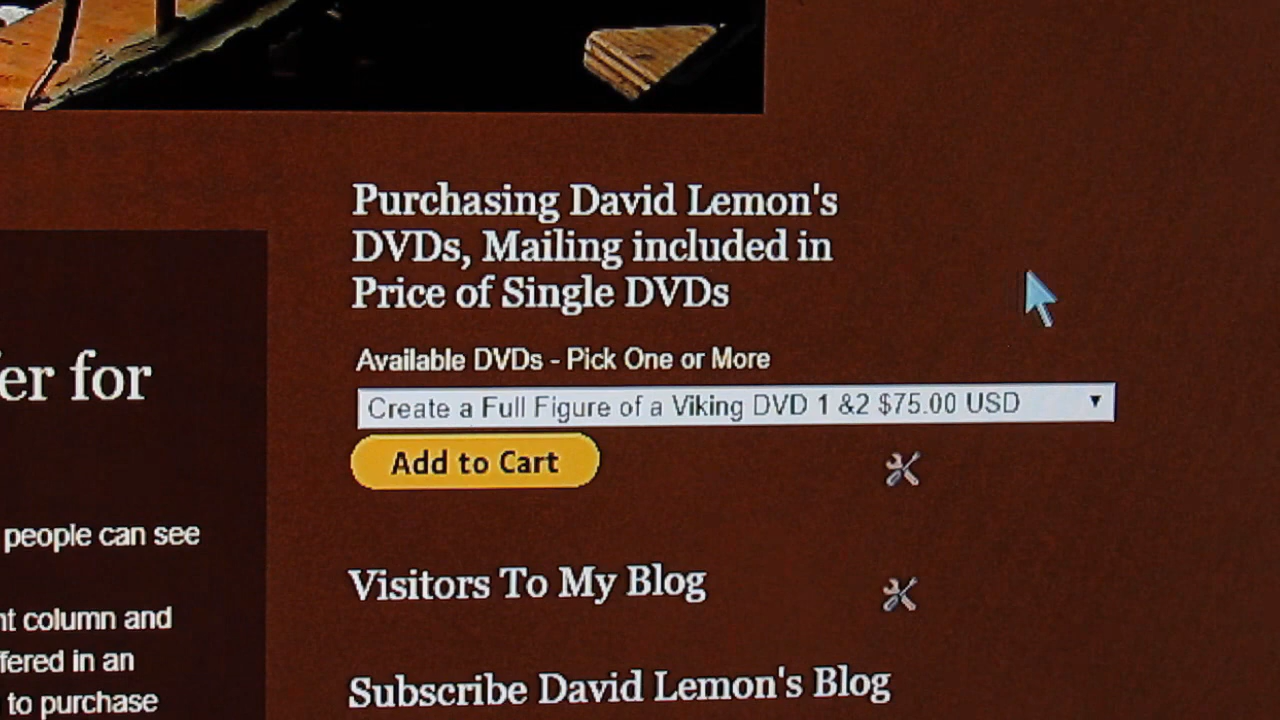 Purchasing David Lemon's
DVDs, Mailing included in
Price of Single DVDs
Available DVDs - Pick One or More
Create a Full Figure of a Viking DVD 1 &2 $75.00 USD
Add to Cart
Visitors To My Blog
Subscribe David Lemon's Blog
er for
people can see
nt column and
fered in an
to purchase